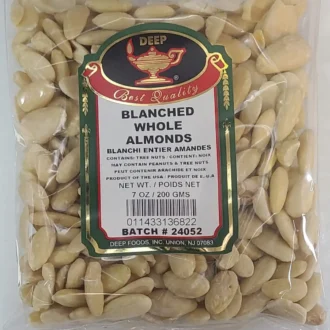 DEEP
Best Quality
BLANCHED
WHOLE
ALMONDS
BLANCHI ENTIER AMANDES
CONTAINS: TREE NUTS / CONTIENT: NOIX
MAY CONTAIN PEANUTS & TREE NUTS
PEUT CONTENIR ARACHIDE ET NOIX
PRODUCT OF THE USA / PRODUIT DE E.U.A
NET WT. / POIDS NET
7 OZ / 200 GMS
011433136822
BATCH # 24052
DEEP FOODS, INC. UNION, NJ 07083